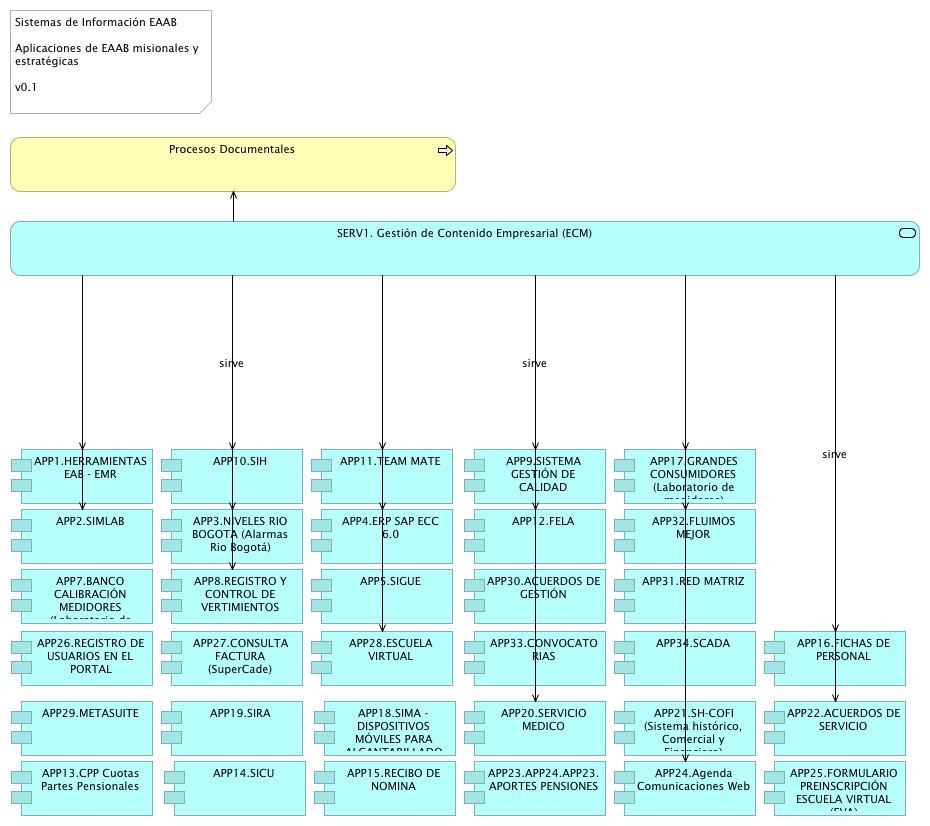 Sistemas de Información EAAB
Aplicaciones de EAAB misionales y
estratégicas
v0.1
Procesos Documentales
SERV1. Gestión de Contenido Empresarial (ECM)
sirve
sirve
sirve
APP1.HERRAMIENTAS
EAB - EMR
APP10.SIH
APP11.TEAM MATE
APP9.SISTEMA
GESTIÓN DE
CALIDAD
APP17.GRANDES
CONSUMIDORES
(Laboratorio de
medidores)
APP2.SIMLAB
APP3.NIVELES RIO
BOGOTA (Alarmas
Rio Bogotá)
APP4.ERP SAP ECC
6.0
APP12.FELA
APP32.FLUIMOS
MEJOR
APP7.BANCO
CALIBRACIÓN
MEDIDORES
(Laboratorio de
APP8.REGISTRO Y
CONTROL DE
VERTIMIENTOS
APP5.SIGUE
APP30.ACUERDOS DE
GESTIÓN
APP31.RED MATRIZ
APP26.REGISTRO DE
USUARIOS EN EL
PORTAL
APP27.CONSULTA
FACTURA
(SuperCade)
APP28.ESCUELA
VIRTUAL
APP33.CONVOCATO
RIAS
APP34.SCADA
APP16.FICHAS DE
PERSONAL
APP29.METASUITE
APP19.SIRA
APP18.SIMA -
DISPOSITIVOS
MÓVILES PARA
ALCANTARILLADO
APP20.SERVICIO
MEDICO
APP21.SH-COFI
(Sistema histórico,
Comercial y
Financiero)
APP22.ACUERDOS DE
SERVICIO
APP13.CPP Cuotas
Partes Pensionales
APP14.SICU
APP15.RECIBO DE
NOMINA
APP23.APP24.APP23.
APORTES PENSIONES
APP24.Agenda
Comunicaciones Web
APP25.FORMULARIO
PREINSCRIPCIÓN
ESCUELA VIRTUAL
(EVA)